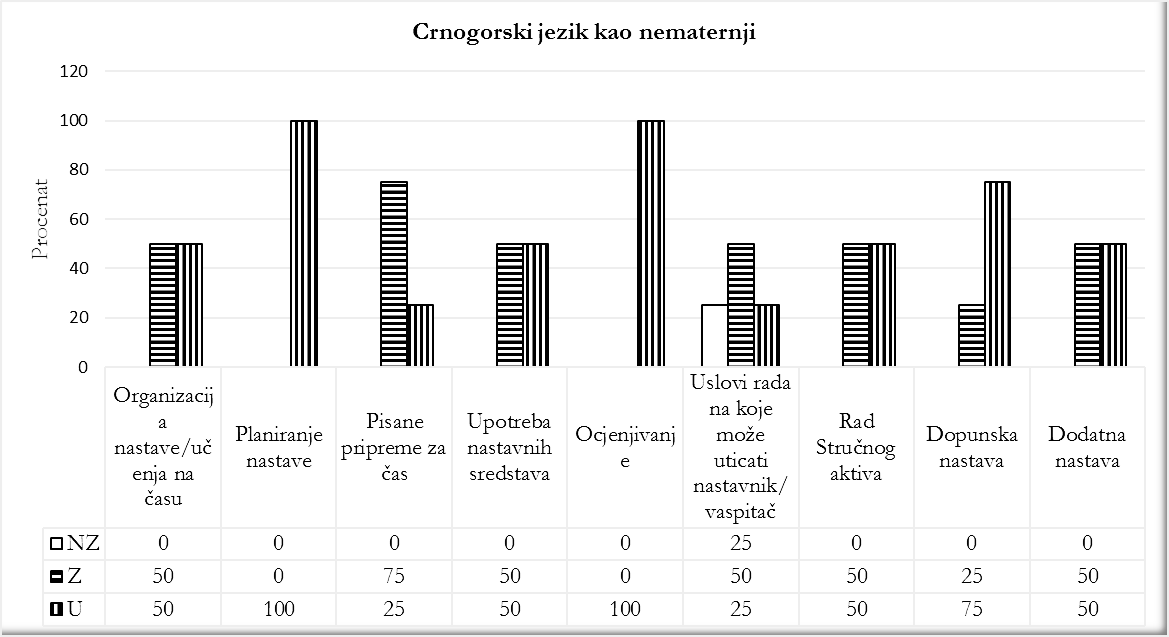 Crnogorski jezik kao nematernji
Procenat
120
100
80
60
40
20
0
Organizacij
a
nastave/uč
enja na
času
Planiranje
nastave
Pisane
pripreme za
čas
Upotreba
nastavnih
sredstava
Ocjenjivanj
e
Uslovi rada
na koje
može
uticati
nastavnik/
vaspitač
Rad
Stručnog
aktiva
Dopunska
nastava
Dodatna
nastava
NZ 0 0 0 0 0 25 0 0 0
Z 50 0 75 50 0 50 50 25 50
U 50 100 25 50 100 25 50 75 50